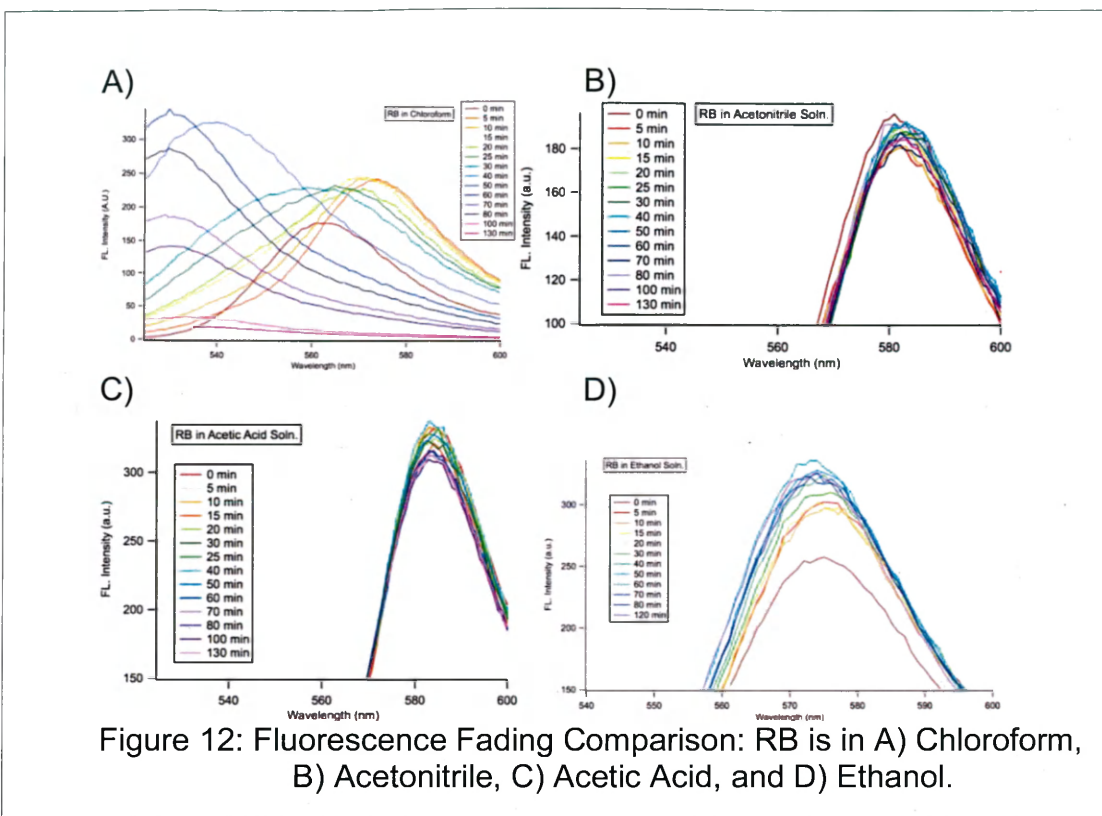 A)
RB in Chloroform
0 min
5 min
10 min
15 min
20 min
25 min
30 min
40 min
50 min
60 min
70 min
80 min
100 min
130 min
FL. Intensity (A.U.)
300
250
200
150
100
50
0
540
560
580
600
Wavelength (nm)
B)
RB in Acetonitrile Soln.
0 min
5 min
10 min
15 min
20 min
25 min
30 min
40 min
50 min
60 min
70 min
80 min
100 min
130 min
FL. Intensity (a.u.)
180
160
140
120
100
540
560
580
600
Wavelength (nm)
C)
RB in Acetic Acid Soln.
0 min
5 min
10 min
15 min
20 min
30 min
25 min
40 min
50 min
60 min
70 min
80 min
100 min
130 min
FL. Intensity (a.u.)
300
250
200
150
540
560
580
600
Wavelength (nm)
D)
RB in Ethanol Soln.
0 min
5 min
10 min
15 min
20 min
30 min
40 min
50 min
60 min
70 min
80 min
120 min
FL. Intensity (a.u.)
300
250
200
150
540
550
560
570
580
590
600
Wavelength (nm)
Figure 12: Fluorescence Fading Comparison: RB is in A) Chloroform,
B) Acetonitrile, C) Acetic Acid, and D) Ethanol.